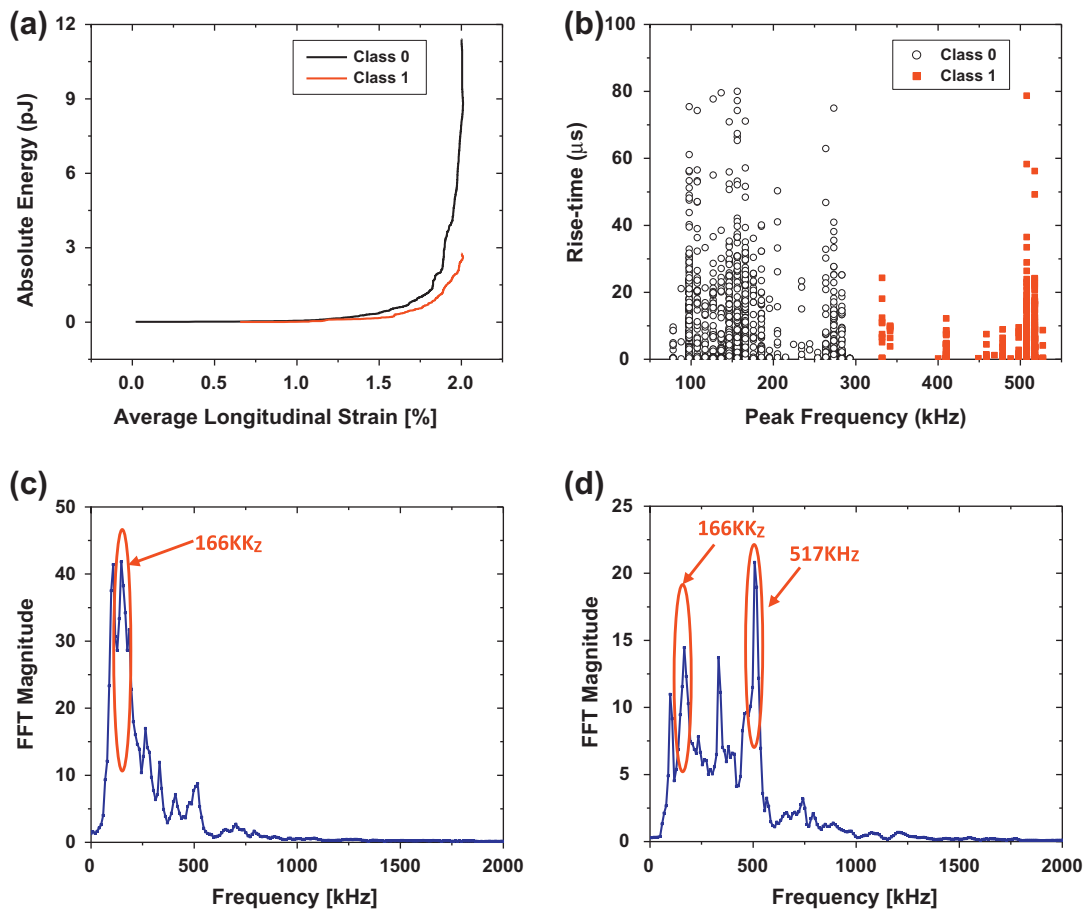 (a)
12
9
6
3
0
Absolute Energy (pJ)
0.0 0.5 1.0 1.5 2.0
Average Longitudinal Strain [%]
Class 0
Class 1
(b)
100
80
60
40
20
0
Rise-time (μs)
100 200 300 400 500
Peak Frequency (kHz)
Class 0
Class 1
(c)
50
40
30
20
10
0
FFT Magnitude
166KKz
0 500 1000 1500 2000
Frequency [kHz]
(d)
25
20
15
10
5
0
FFT Magnitude
166KKz
517KHz
0 500 1000 1500 2000
Frequency [kHz]